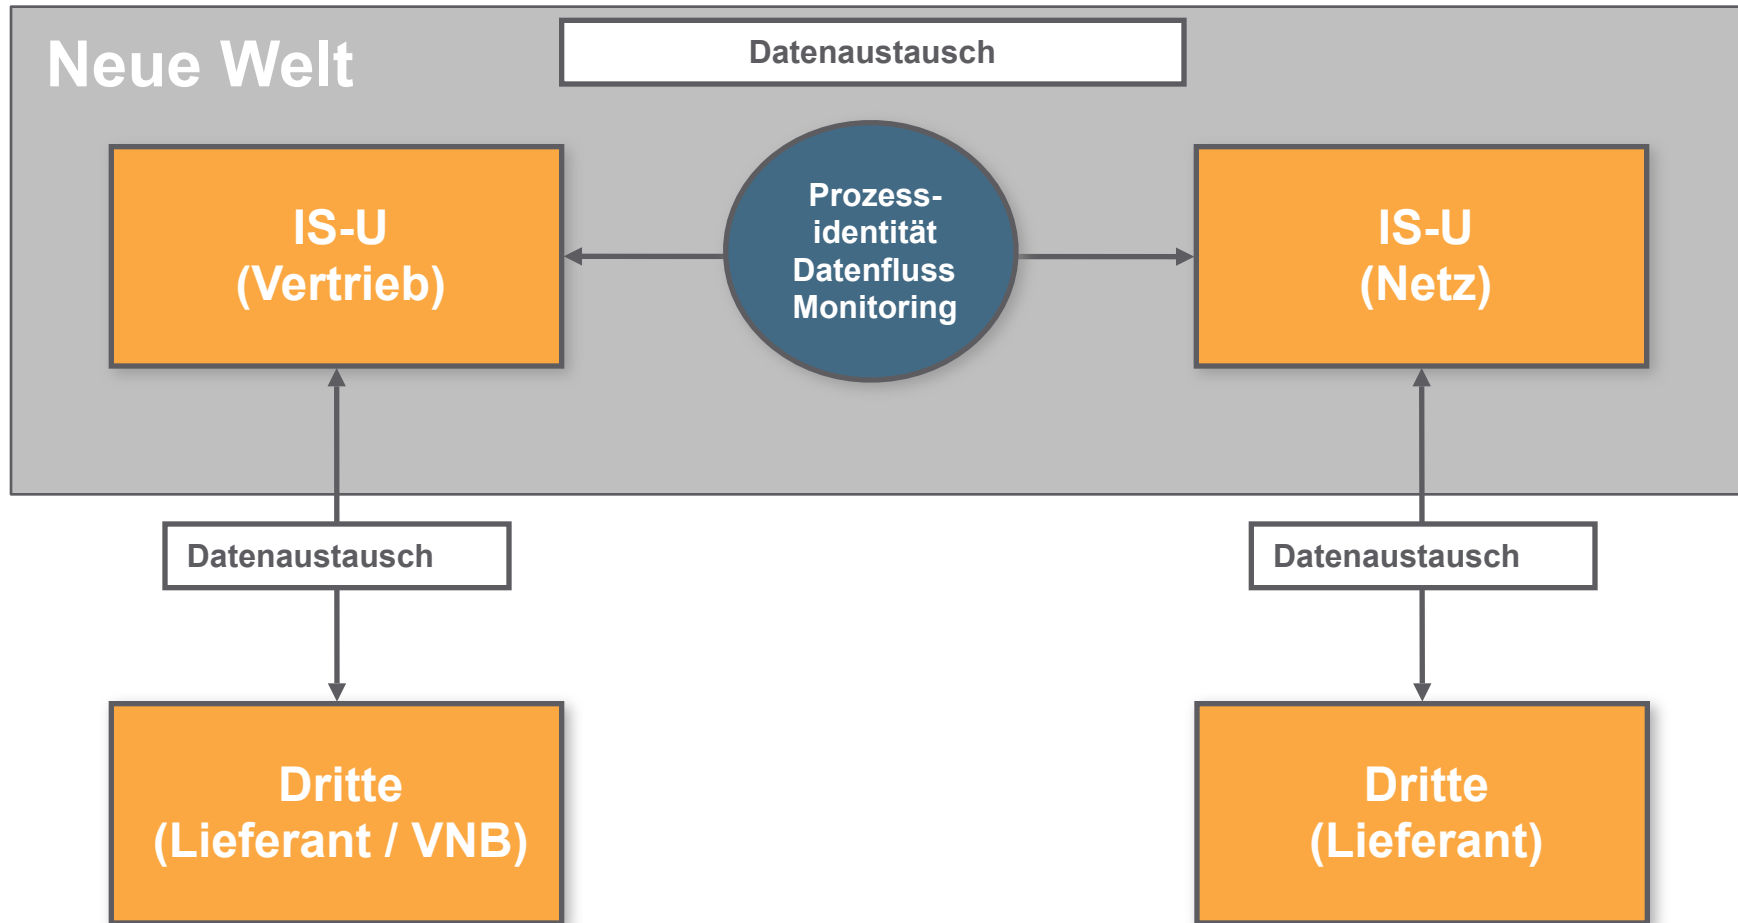 Neue Welt
Datenaustausch
IS-U
(Vertrieb)
Prozess-
identität
Datenfluss
Monitoring
IS-U
(Netz)
Datenaustausch
Datenaustausch
Dritte
(Lieferant / VNB)
Dritte
(Lieferant)